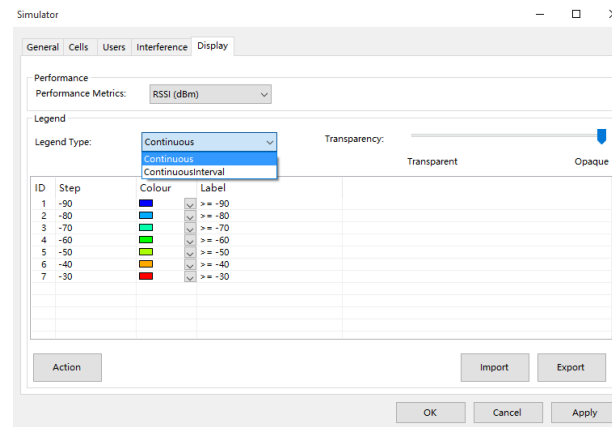 Simulator
General Cells Users Interference Display
Performance
Performance Metrics: RSSI (dBm)
Legend
Legend Type: Continuous Transparency:
Continuous
ContinuousInterval
Transparent Opaque
ID Step Colour Label
1 -90 >= -90
2 -80 >= -80
3 -70 >= -70
4 -60 >= -60
5 -50 >= -50
6 -40 >= -40
7 -30 >= -30
Action Import Export
OK Cancel Apply